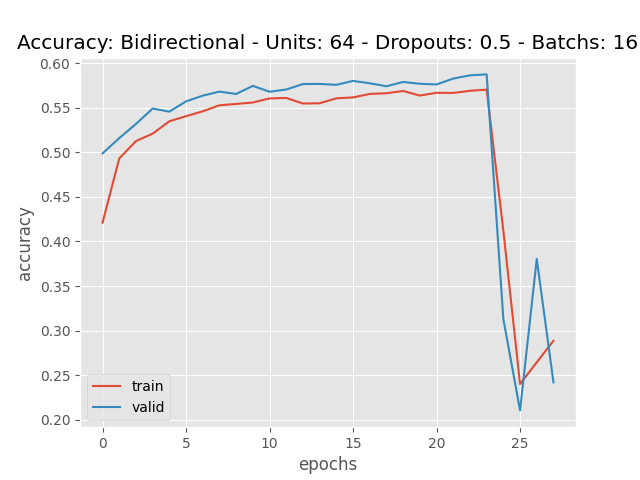 Accuracy: Bidirectional - Units: 64 - Dropouts: 0.5 - Batchs: 16
0.60
0.55
0.50
0.45
0.40
0.35
0.30
0.25
0.20
accuracy
train
valid
0 5 10 15 20 25
epochs